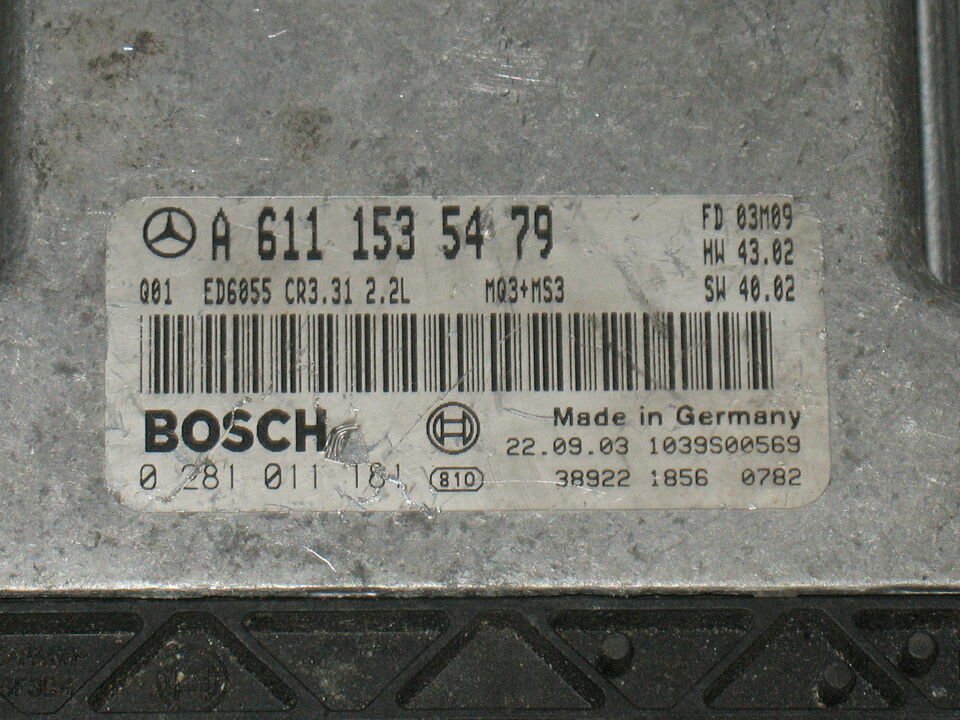 A 611 153 54 79
FD 03M09
HW 43.02
Q01 ED6055 CR3.31 2.2L MQ3+MS3
SW 40.02
BOSCH
Made in Germany
22.09.03 1039S00569
0 281 011 181
810
38922 1856 0782